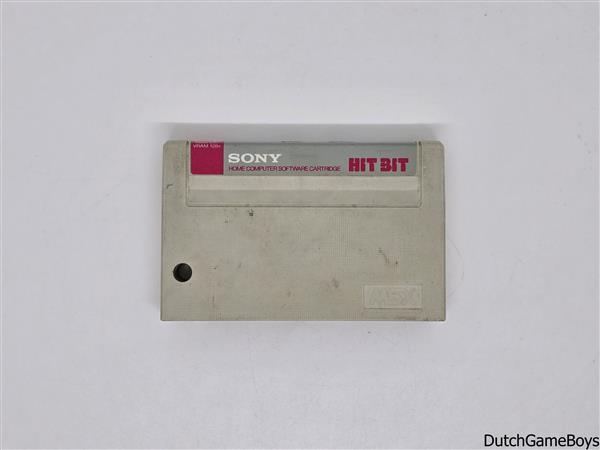 VRAM 128K
SONY
HOME COMPUTER SOFTWARE CARTRIDGE
HIT BIT
MSX
DutchGameBoys